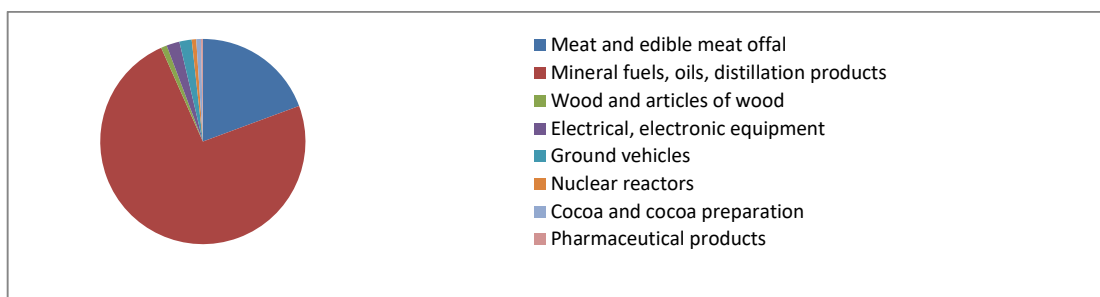 Meat and edible meat offal
Mineral fuels, oils, distillation products
Wood and articles of wood
Electrical, electronic equipment
Ground vehicles
Nuclear reactors
Cocoa and cocoa preparation
Pharmaceutical products